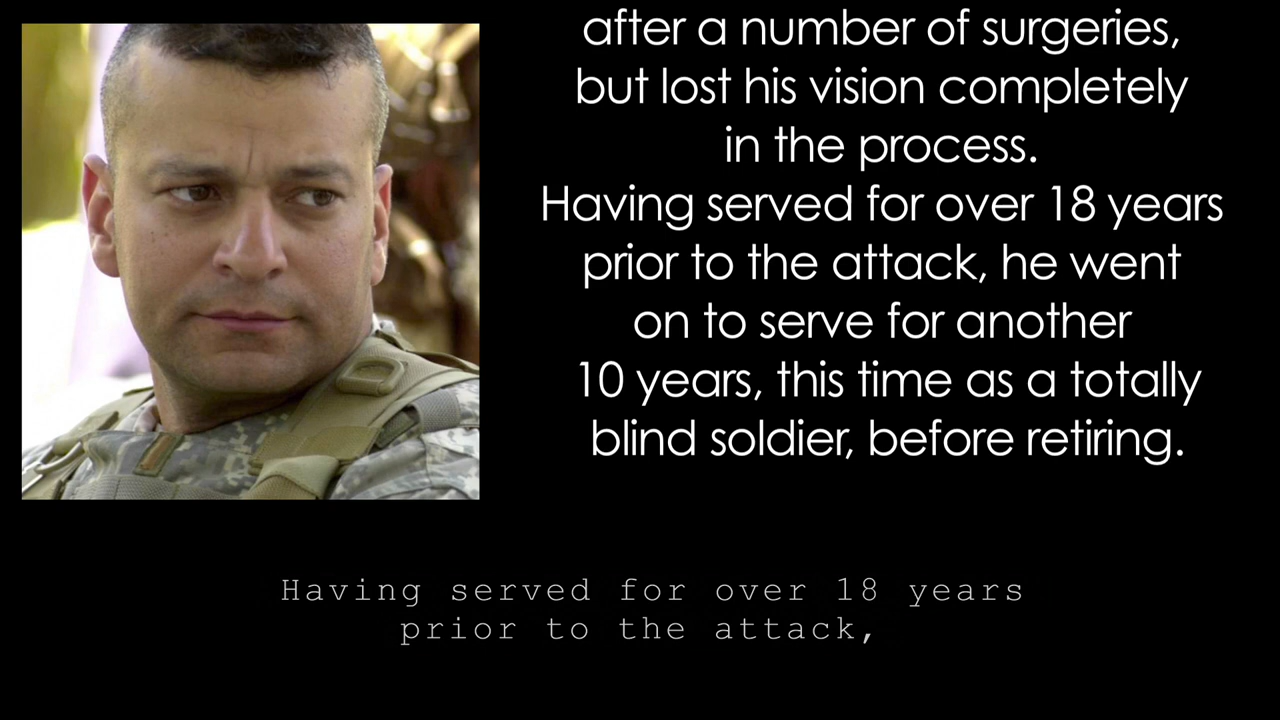 after a number of surgeries,
but lost his vision completely
in the process.
Having served for over 18 years
prior to the attack, he went
on to serve for another
10 years, this time as a totally
blind soldier, before retiring.
Having served for over 18 years
prior to the attack,